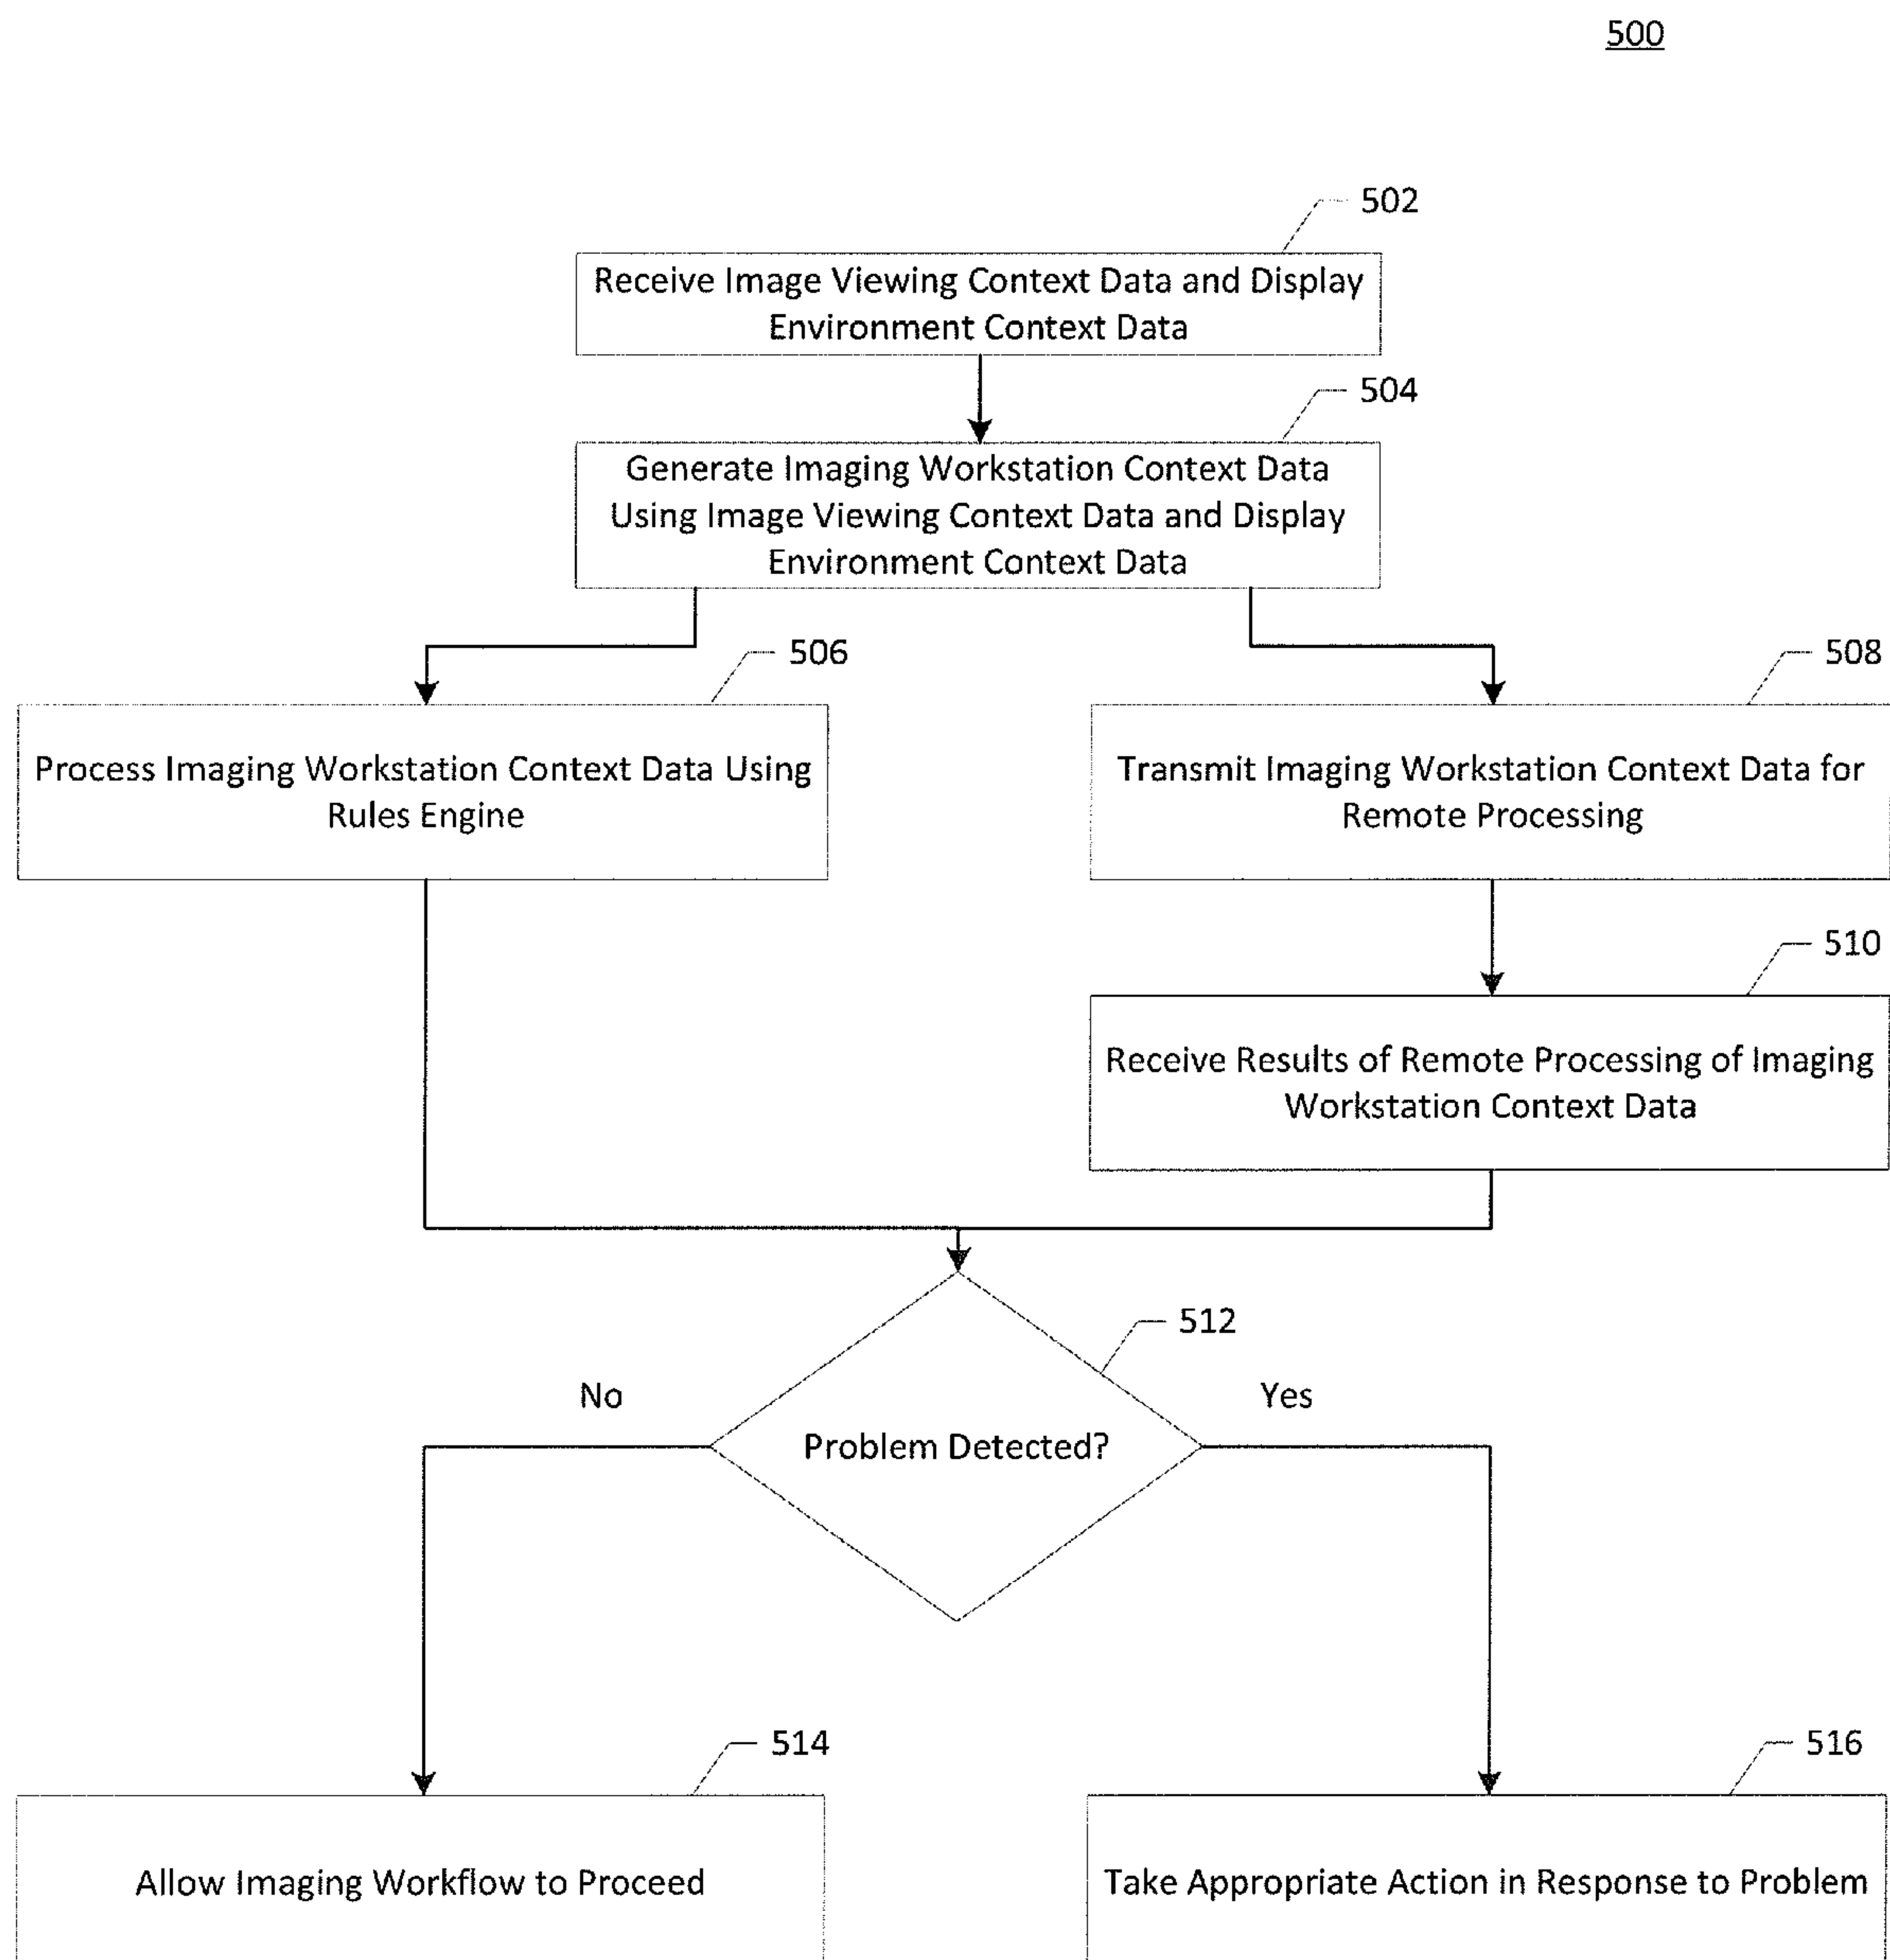 500
502
Receive Image Viewing Context Data and Display
Environment Context Data
504
Generate Imaging Workstation Context Data
Using Image Viewing Context Data and Display
Environment Context Data
506
508
Process Imaging Workstation Context Data Using
Rules Engine
Transmit Imaging Workstation Context Data for
Remote Processing
510
Receive Results of Remote Processing of Imaging
Workstation Context Data
512
No
Yes
Problem Detected?
514
516
Allow Imaging Workflow to Proceed
Take Appropriate Action in Response to Problem